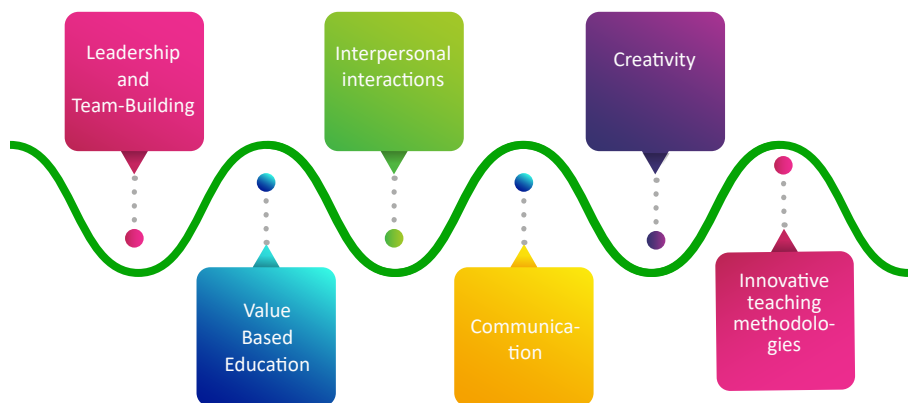 Leadership
and
Team-Building
Value
Based
Education
Interpersonal
interactions
Communica-
tion
Creativity
Innovative
teaching
methodolo-
gies